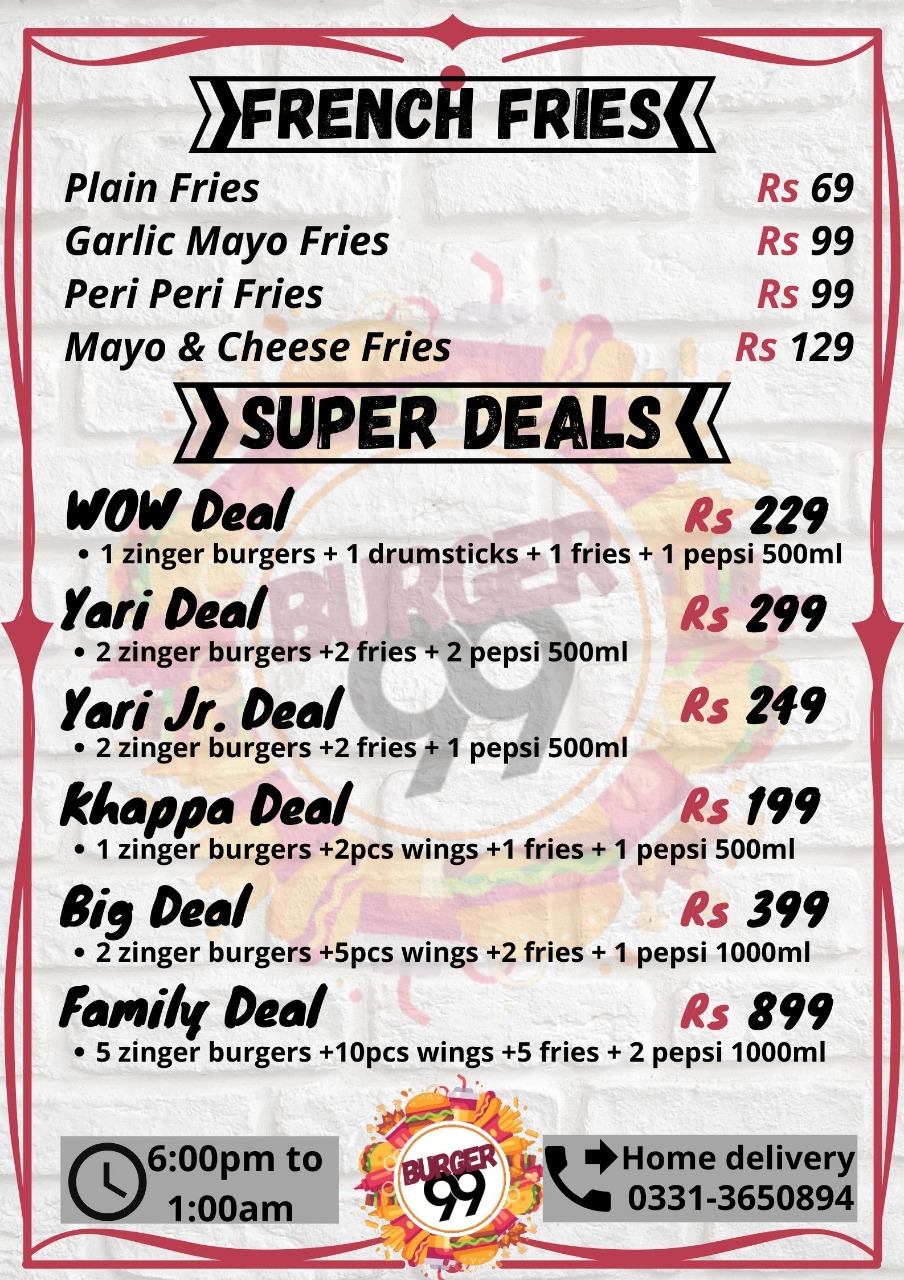 FRENCH FRIES
Plain Fries Rs 69
Garlic Mayo Fries Rs 99
Peri Peri Fries Rs 99
Mayo & Cheese Fries Rs 129
SUPER DEALS
WOW Deal Rs 229
• 1 zinger burgers + 1 drumsticks + 1 fries + 1 pepsi 500ml
Yari Deal Rs 299
• 2 zinger burgers +2 fries + 2 pepsi 500ml
Yari Jr. Deal Rs 249
• 2 zinger burgers +2 fries + 1 pepsi 500ml
Khappa Deal Rs 199
• 1 zinger burgers +2pcs wings +1 fries + 1 pepsi 500ml
Big Deal Rs 399
• 2 zinger burgers +5pcs wings +2 fries + 1 pepsi 1000ml
Family Deal Rs 899
• 5 zinger burgers +10pcs wings +5 fries + 2 pepsi 1000ml
BURGER
99
6:00pm to
1:00am
BURGER
99
Home delivery
0331-3650894